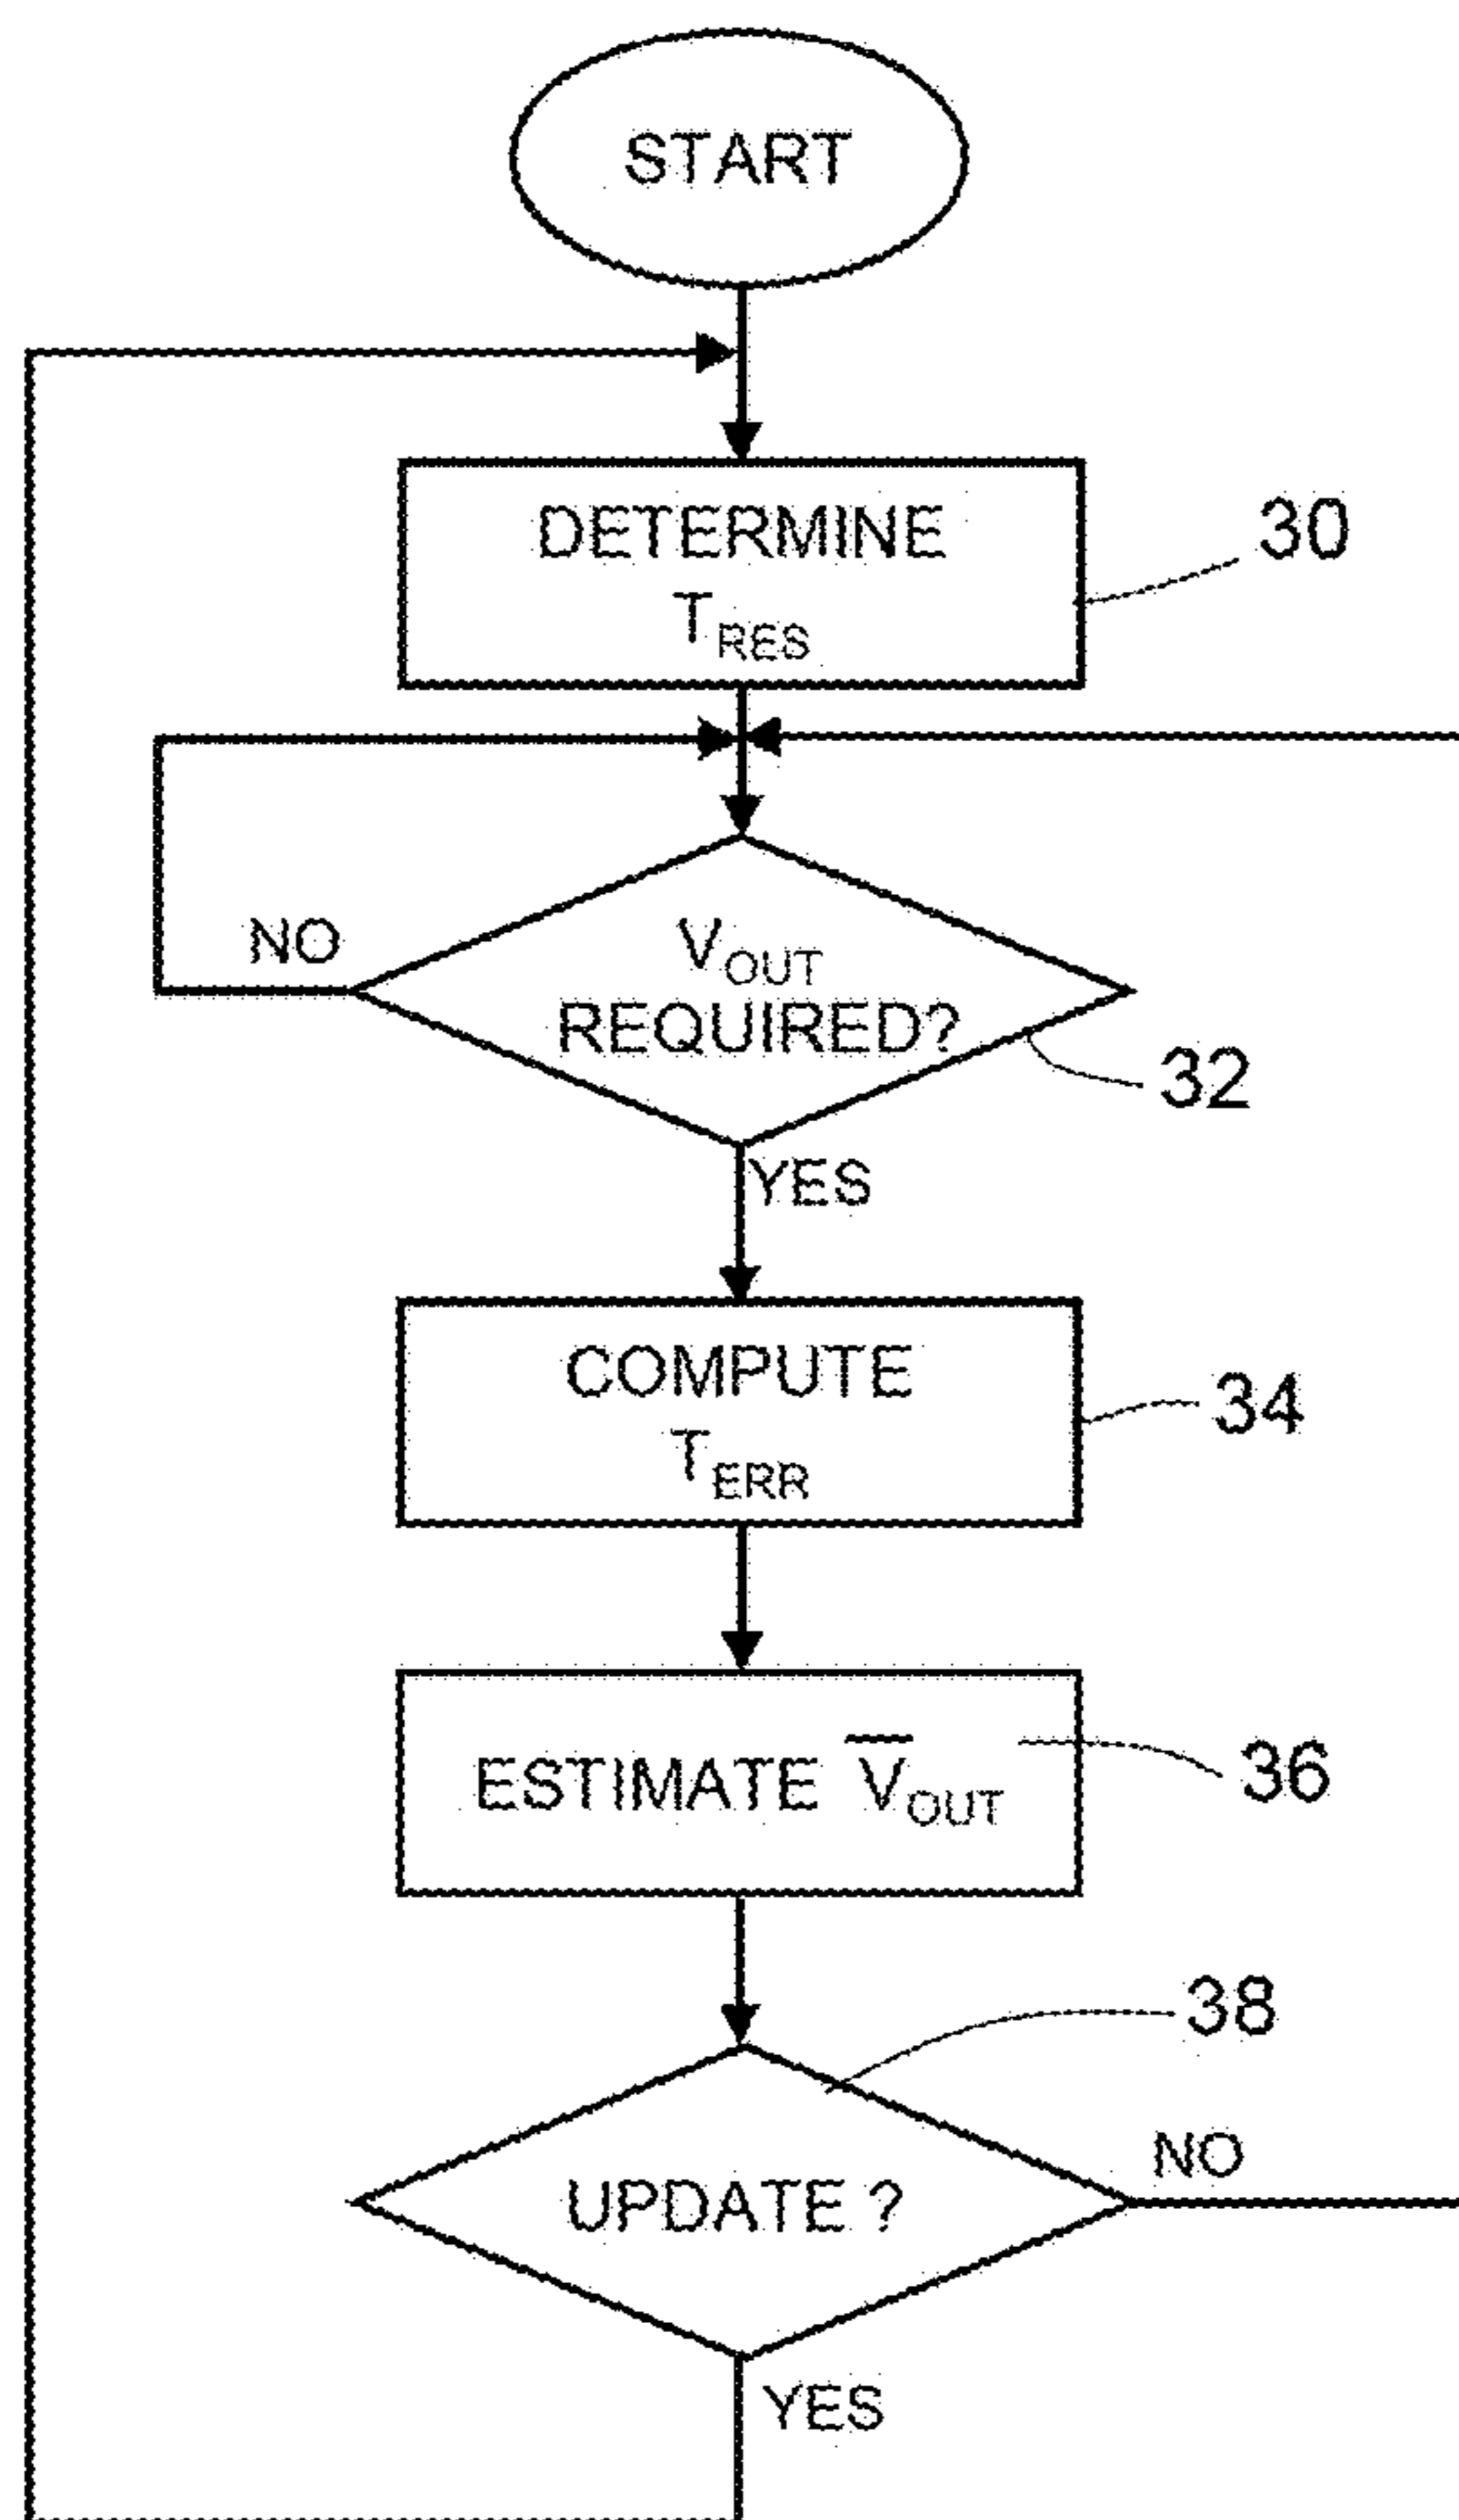 START
DETERMINE
T_RES
30
NO
V_OUT
REQUIRED?
32
YES
COMPUTE
T_ERR
34
ESTIMATE V̅_OUT
36
38
UPDATE ?
NO
YES